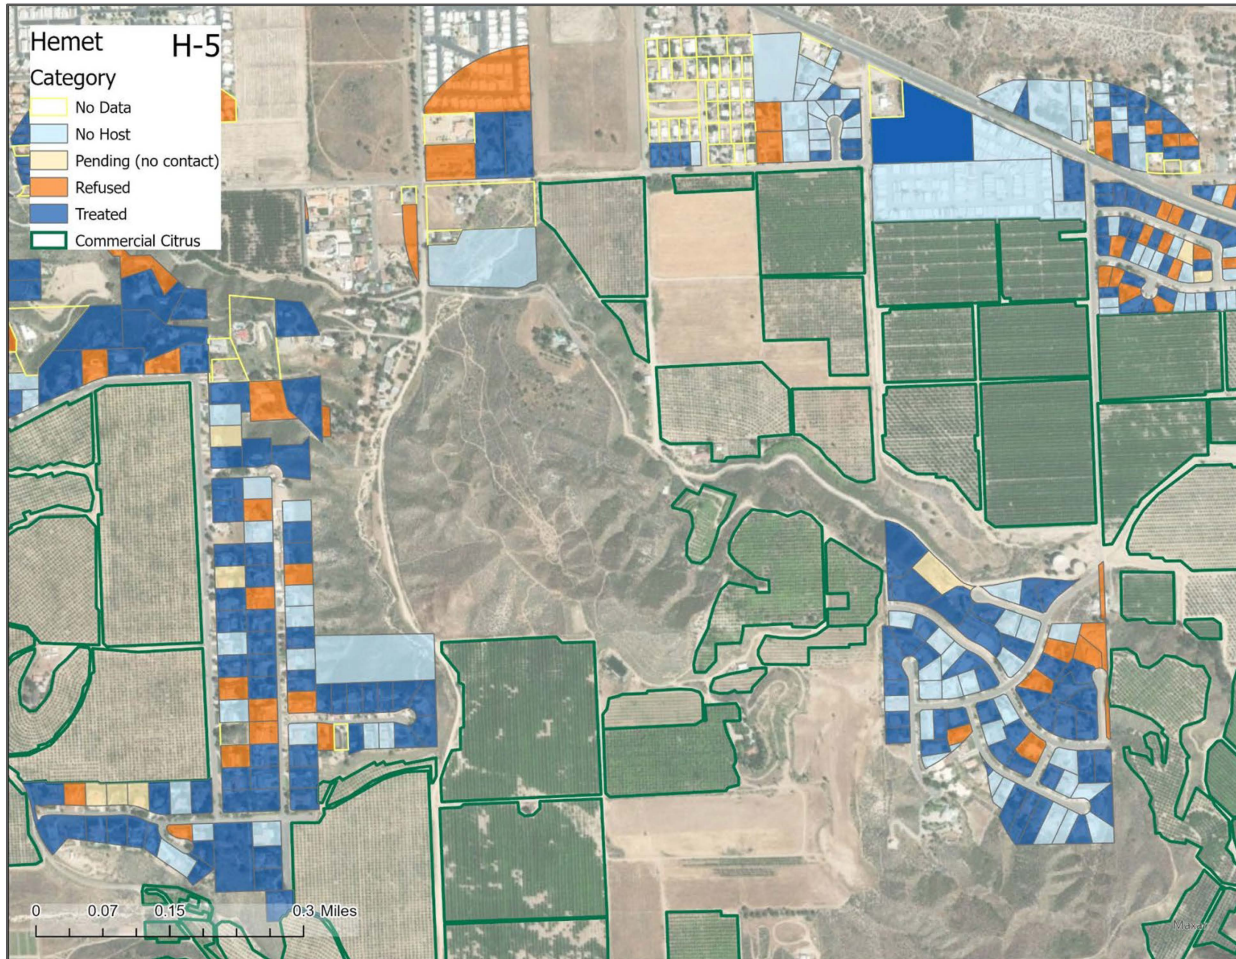 Hemet H-5
Category
No Data
No Host
Pending (no contact)
Refused
Treated
Commercial Citrus
0 0.07 0.15 0.3 Miles